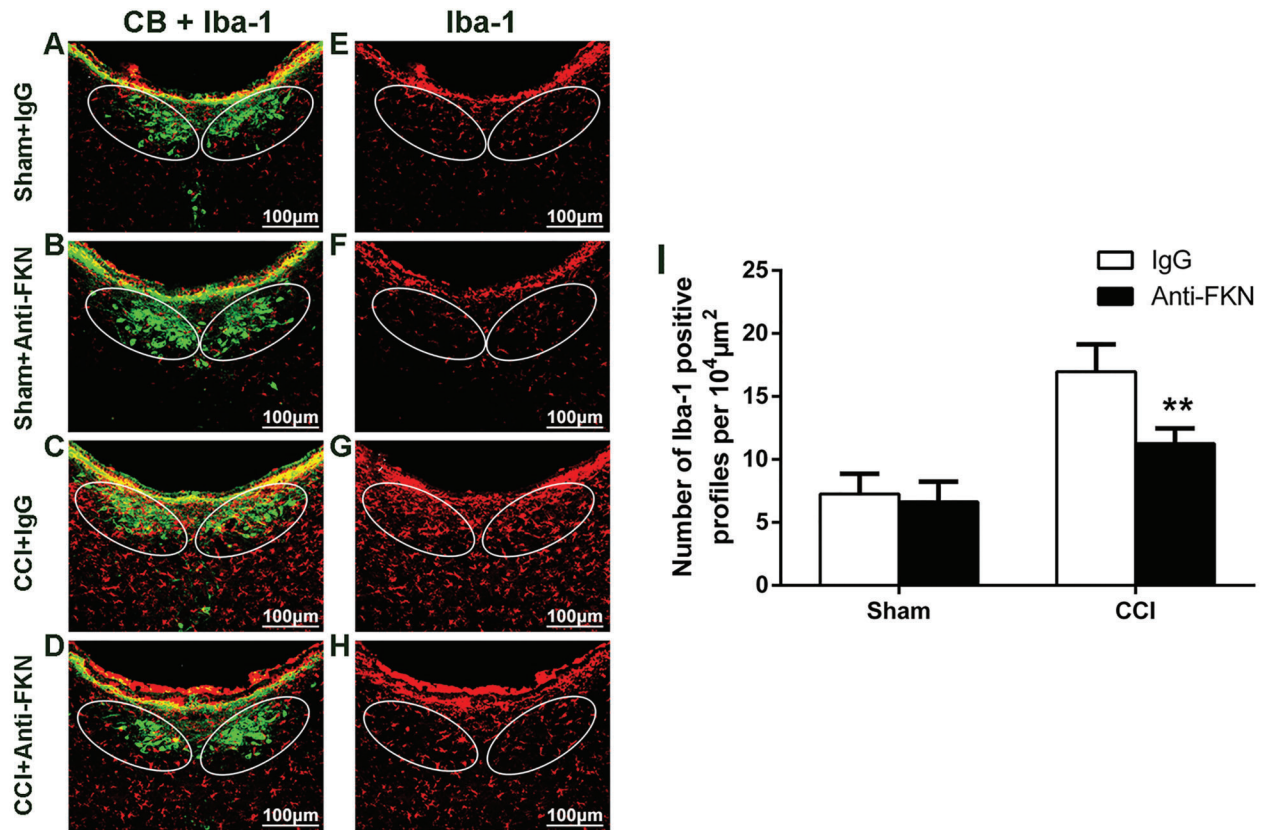 CB + Iba-1
Iba-1
Sham+IgG
A
100µm
E
100µm
Sham+Anti-FKN
B
100µm
F
100µm
CCI+IgG
C
100µm
G
100µm
CCI+Anti-FKN
D
100µm
H
100µm
I
IgG
Anti-FKN
Number of Iba-1 positive
profiles per 10⁴µm²
25
20
15
10
5
0
**
Sham
CCI